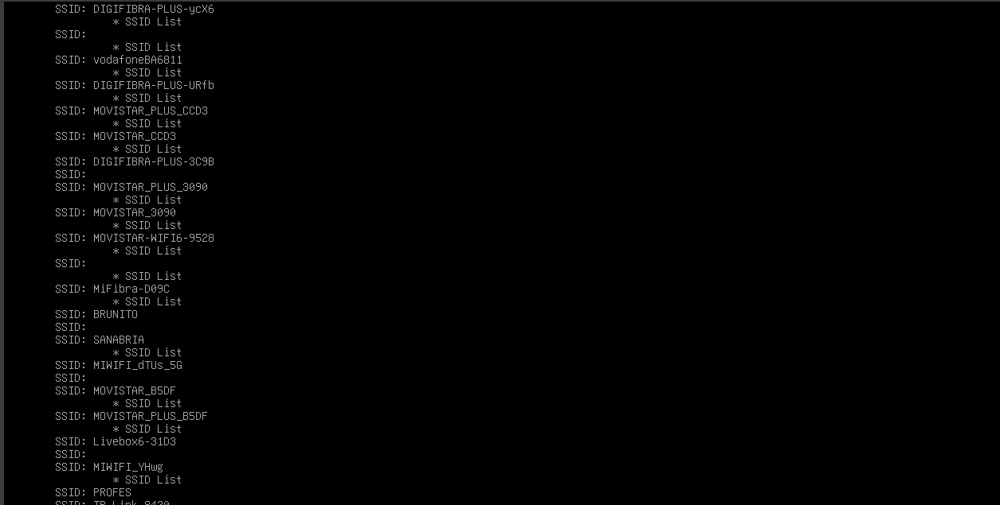 SSID: DIGIFIBRA-PLUS-ycX6
* SSID List
SSID:
* SSID List
SSID: vodafoneBA6811
* SSID List
SSID: DIGIFIBRA-PLUS-URfb
* SSID List
SSID: MOVISTAR_PLUS_CCD3
* SSID List
SSID: MOVISTAR_CCD3
* SSID List
SSID: DIGIFIBRA-PLUS-3C9B
SSID:
SSID: MOVISTAR_PLUS_3090
* SSID List
SSID: MOVISTAR_3090
* SSID List
SSID: MOVISTAR-WIFI6-9528
* SSID List
SSID:
* SSID List
SSID: MiFibra-D09C
* SSID List
SSID: BRUNITO
SSID:
SSID: SANABRIA
* SSID List
SSID: MIWIFI_dTUs_5G
SSID:
SSID: MOVISTAR_B5DF
* SSID List
SSID: MOVISTAR_PLUS_B5DF
* SSID List
SSID: Livebox6-31D3
SSID:
SSID: MIWIFI_YHwg
* SSID List
SSID: PROFES
SSID: